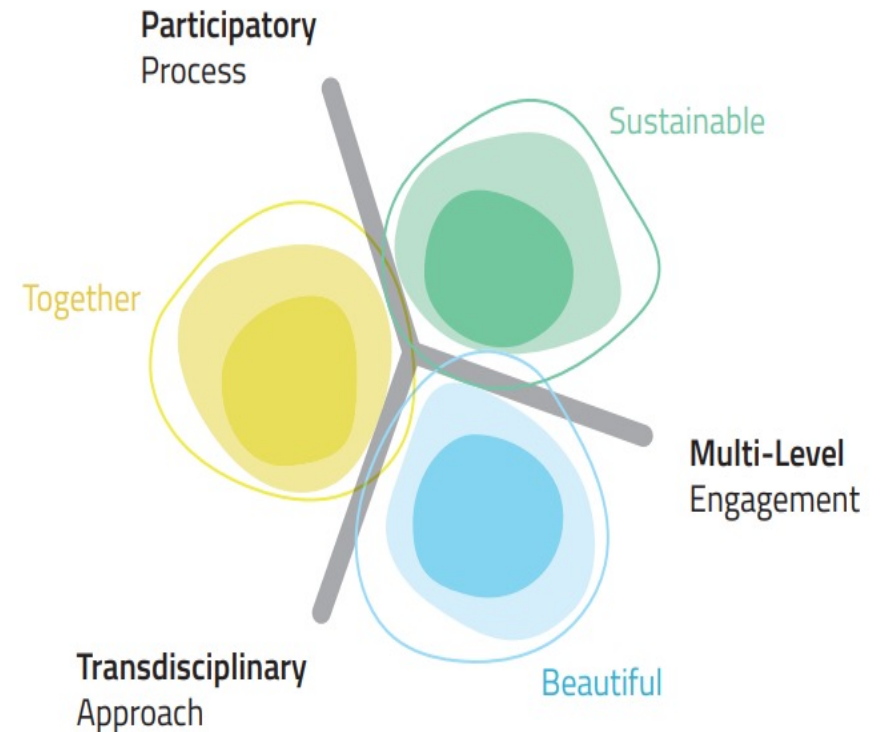 Participatory
Process
Sustainable
Together
Multi-Level
Engagement
Transdisciplinary
Approach
Beautiful